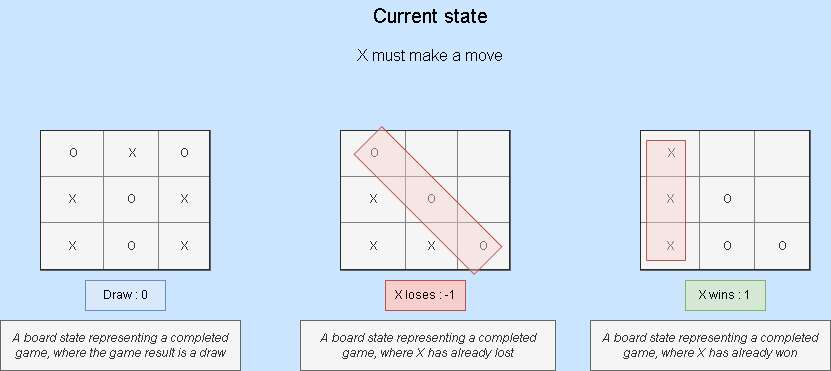 Current state
X must make a move
O X O
X O X
X O X
O
X O
X X O
X
X O
X O O
Draw : 0
X loses : -1
X wins : 1
A board state representing a completed
game, where the game result is a draw
A board state representing a completed
game, where X has already lost
A board state representing a completed
game, where X has already won